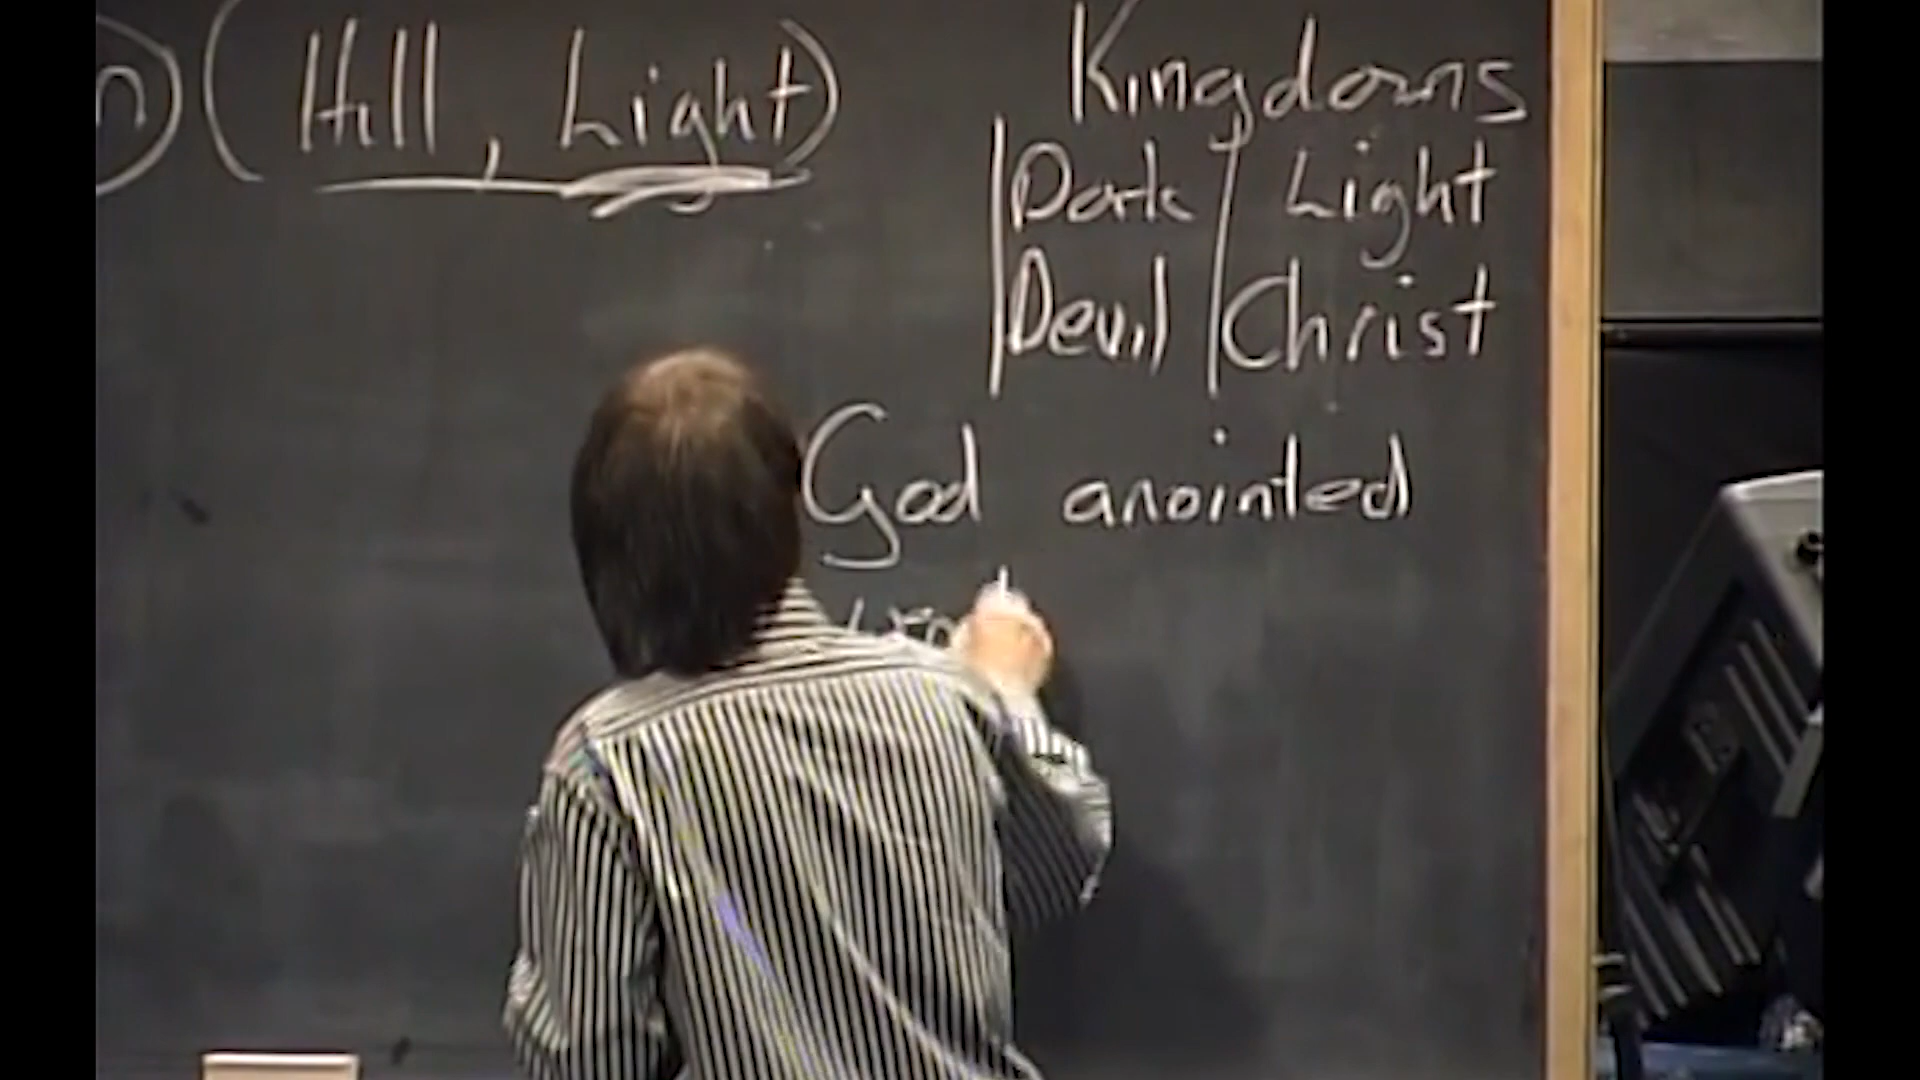 (Hill, Light)
Kingdoms
Dark | Light
Devil | Christ
God anointed